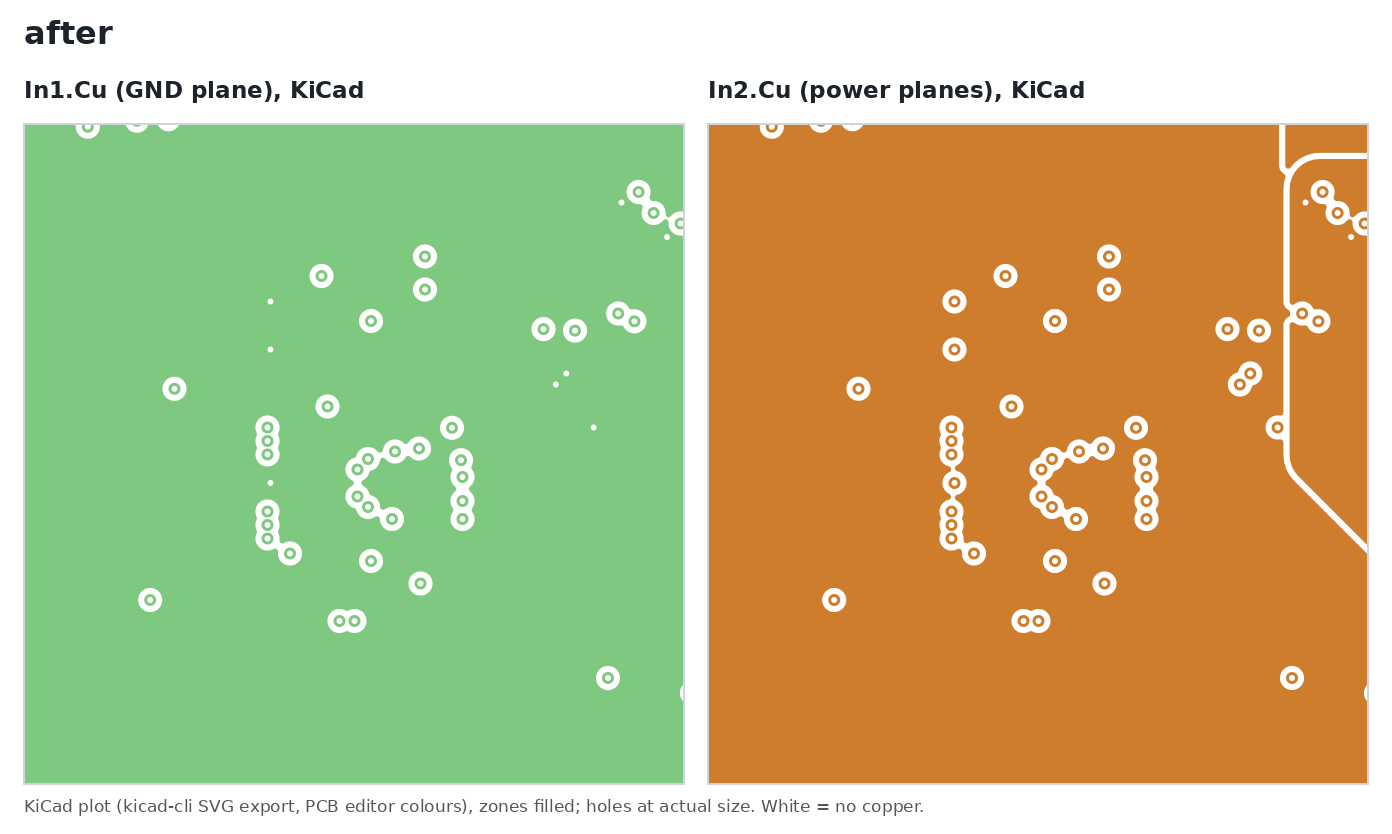 after
In1.Cu (GND plane), KiCad
In2.Cu (power planes), KiCad
KiCad plot (kicad-cli SVG export, PCB editor colours), zones filled; holes at actual size. White = no copper.